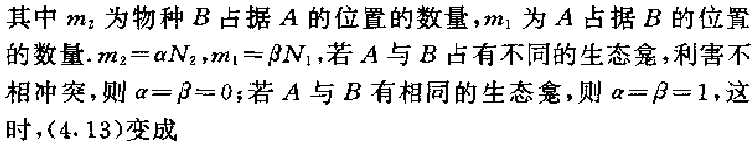 其中 m₂ 为物种 B 占据 A 的位置的数量,m₁ 为 A 占据 B 的位置
的数量.m₂=αN₂,m₁=βN₁,若 A 与 B 占有不同的生态龛,利害不
相冲突,则 α=β=0;若 A 与 B 有相同的生态龛,则 α=β=1,这
时,(4.13)变成